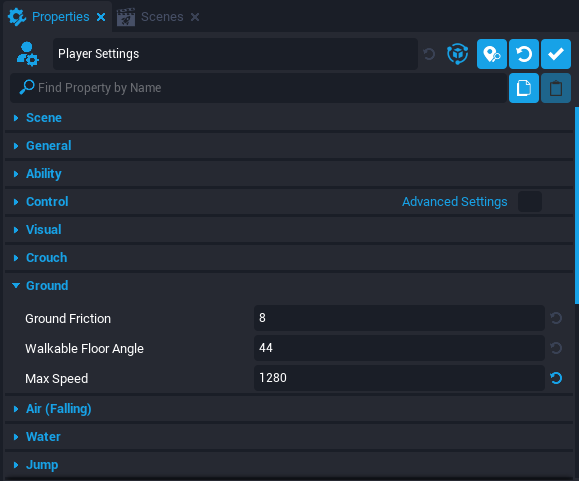 Properties Scenes
Player Settings
Find Property by Name
Scene
General
Ability
Control Advanced Settings
Visual
Crouch
Ground
Ground Friction 8
Walkable Floor Angle 44
Max Speed 1280
Air (Falling)
Water
Jump